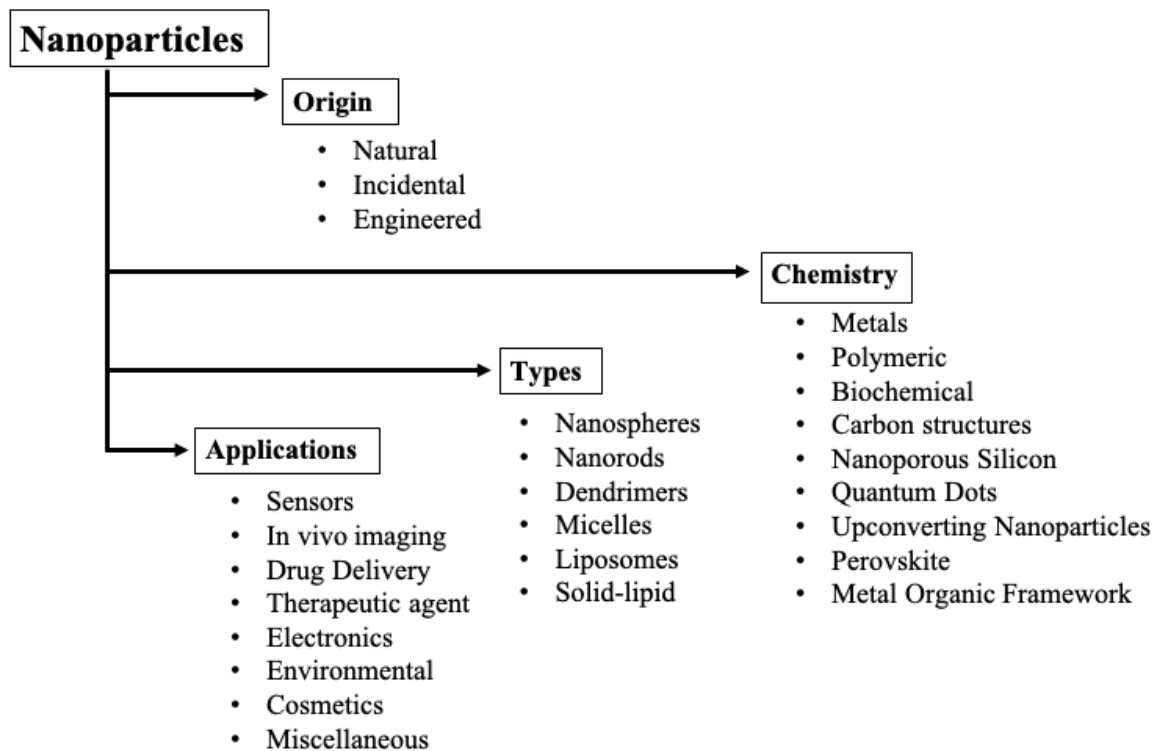 Nanoparticles
Origin
• Natural
• Incidental
• Engineered
Chemistry
• Metals
• Polymeric
• Biochemical
• Carbon structures
• Nanoporous Silicon
• Quantum Dots
• Upconverting Nanoparticles
• Perovskite
• Metal Organic Framework
Types
• Nanospheres
• Nanorods
• Dendrimers
• Micelles
• Liposomes
• Solid-lipid
Applications
• Sensors
• In vivo imaging
• Drug Delivery
• Therapeutic agent
• Electronics
• Environmental
• Cosmetics
• Miscellaneous